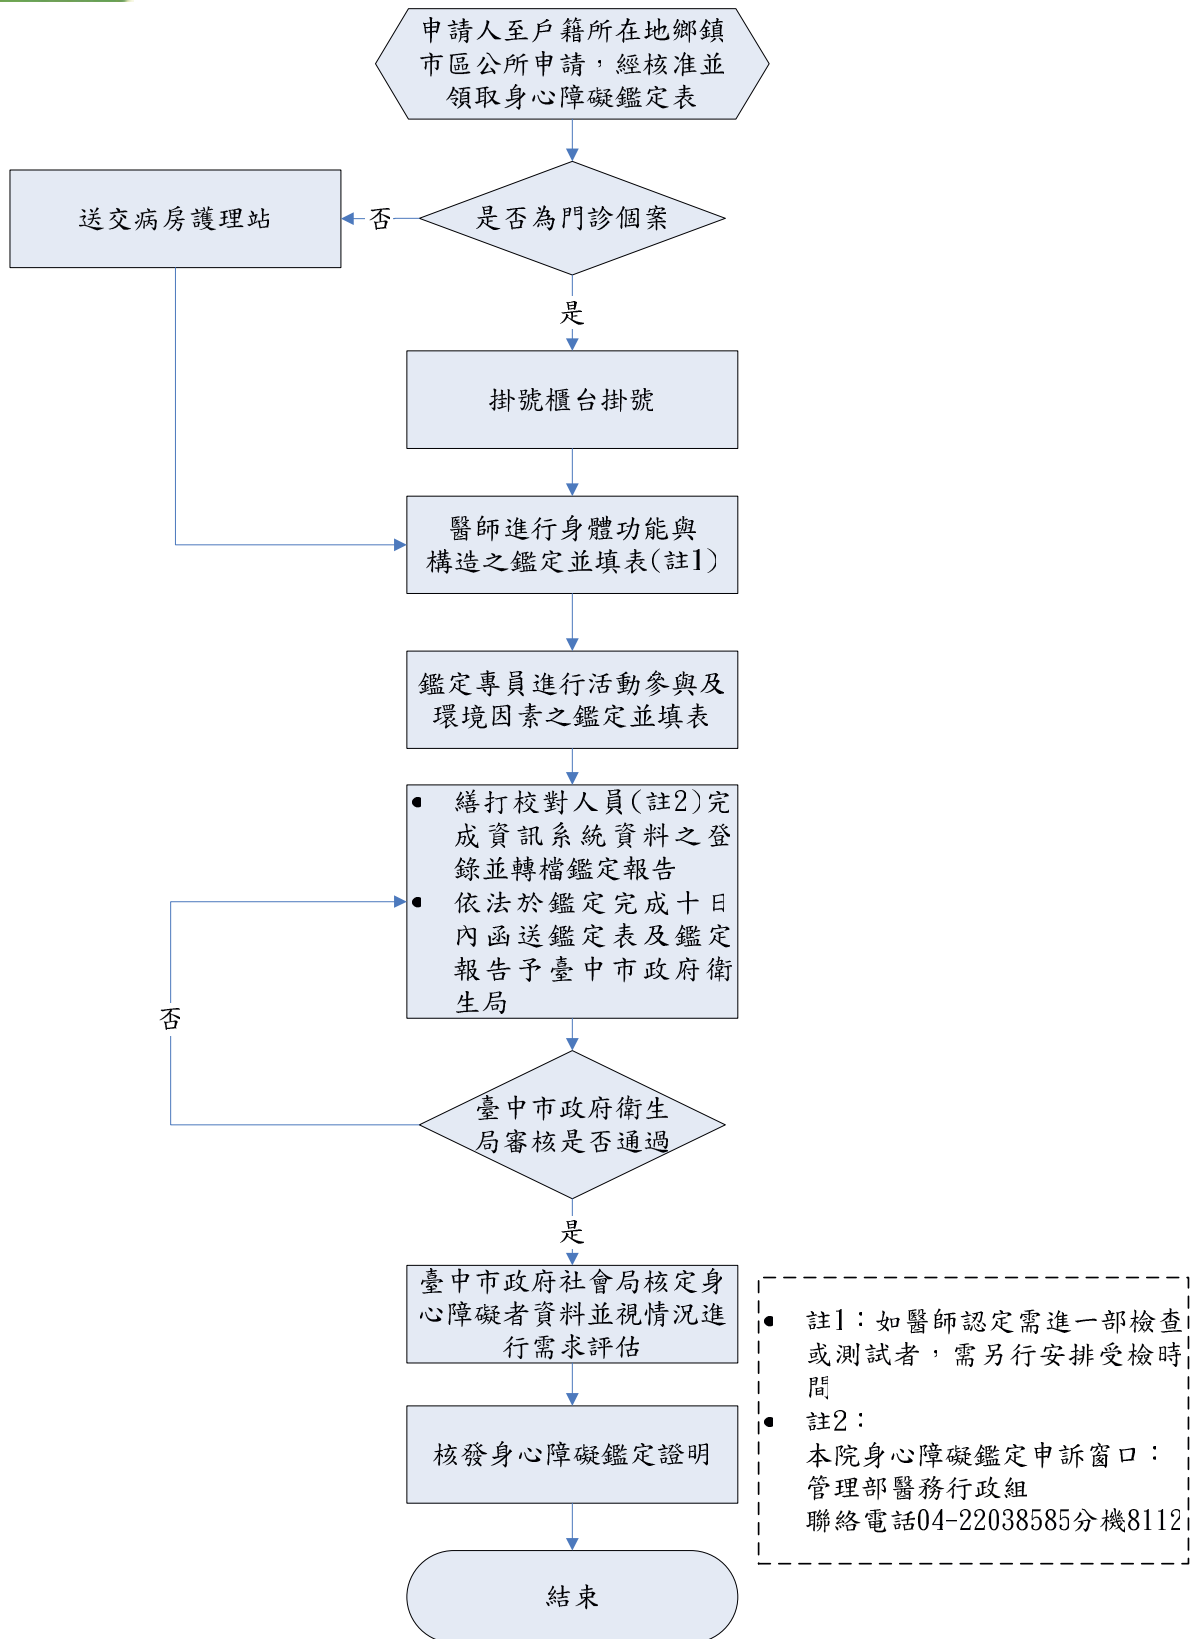 申請人至戶籍所在地鄉鎮
市區公所申請，經核准並
領取身心障礙鑑定表
送交病房護理站
否
是否為門診個案
是
掛號櫃台掛號
醫師進行身體功能與
構造之鑑定並填表(註1)
鑑定專員進行活動參與及
環境因素之鑑定並填表
• 繕打校對人員(註2)完
成資訊系統資料之登
錄並轉檔鑑定報告
• 依法於鑑定完成十日
內函送鑑定表及鑑定
報告予臺中市政府衛
生局
否
臺中市政府衛生
局審核是否通過
是
臺中市政府社會局核定身
心障礙者資料並視情況進
行需求評估
核發身心障礙鑑定證明
結束
• 註1：如醫師認定需進一部檢查
或測試者，需另行安排受檢時
間
• 註2：
本院身心障礙鑑定申訴窗口：
管理部醫務行政組
聯絡電話04-22038585分機8112